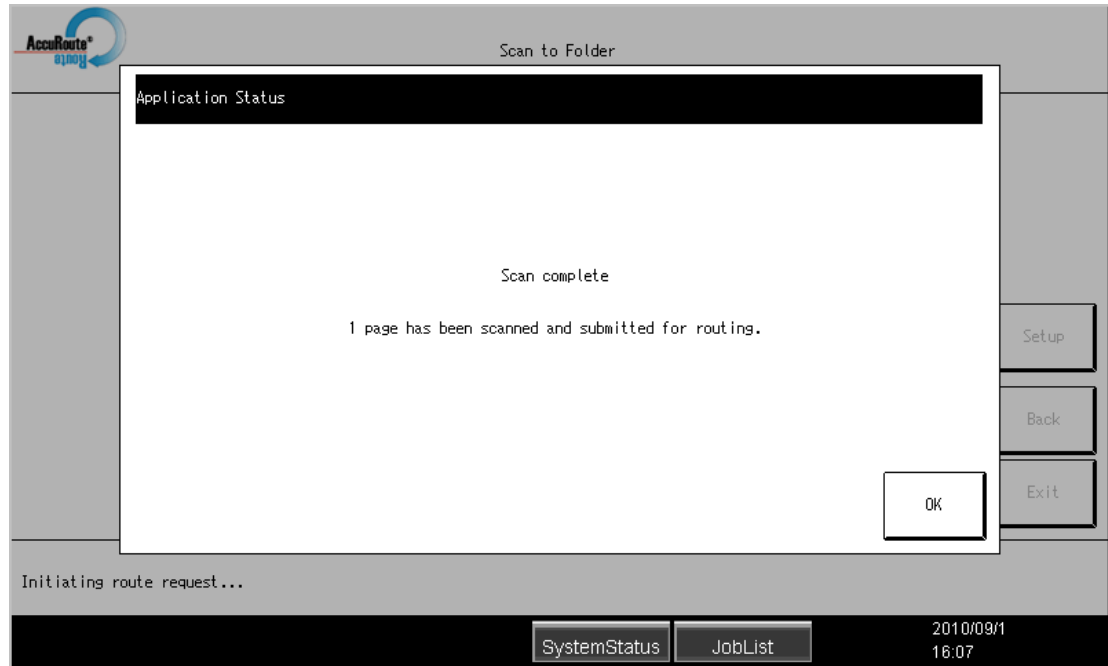 AccuRoute®
Route
Scan to Folder
Application Status
Scan complete
1 page has been scanned and submitted for routing.
Setup
Back
Exit
OK
Initiating route request...
SystemStatus
JobList
2010/09/1
16:07